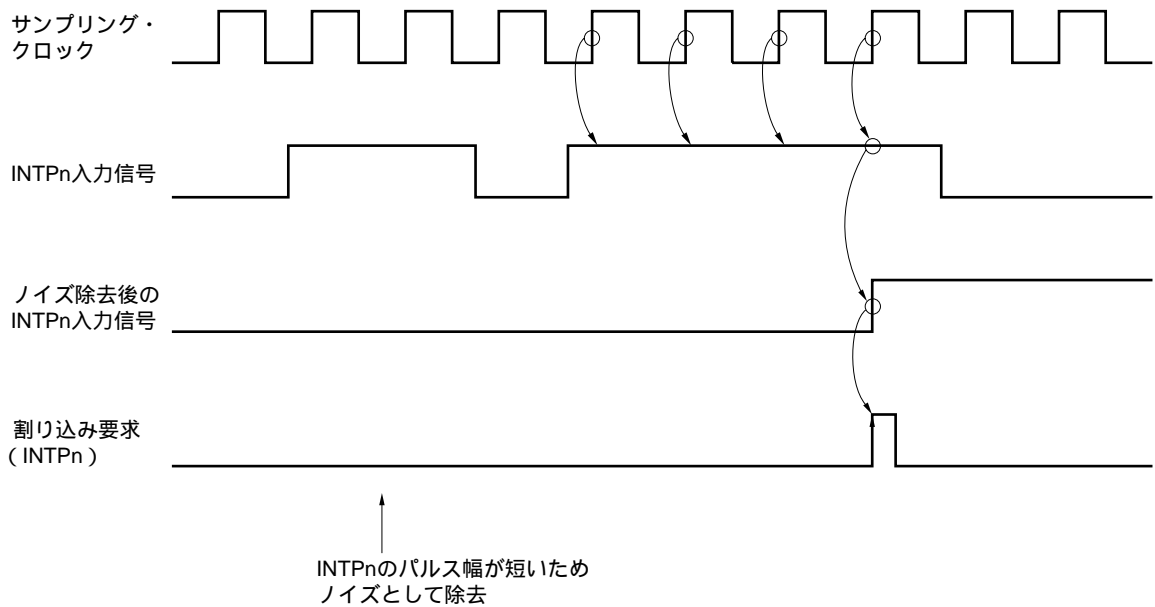 サンプリング・
クロック
INTPn入力信号
ノイズ除去後の
INTPn入力信号
割り込み要求
（INTPn）
INTPnのパルス幅が短いため
ノイズとして除去